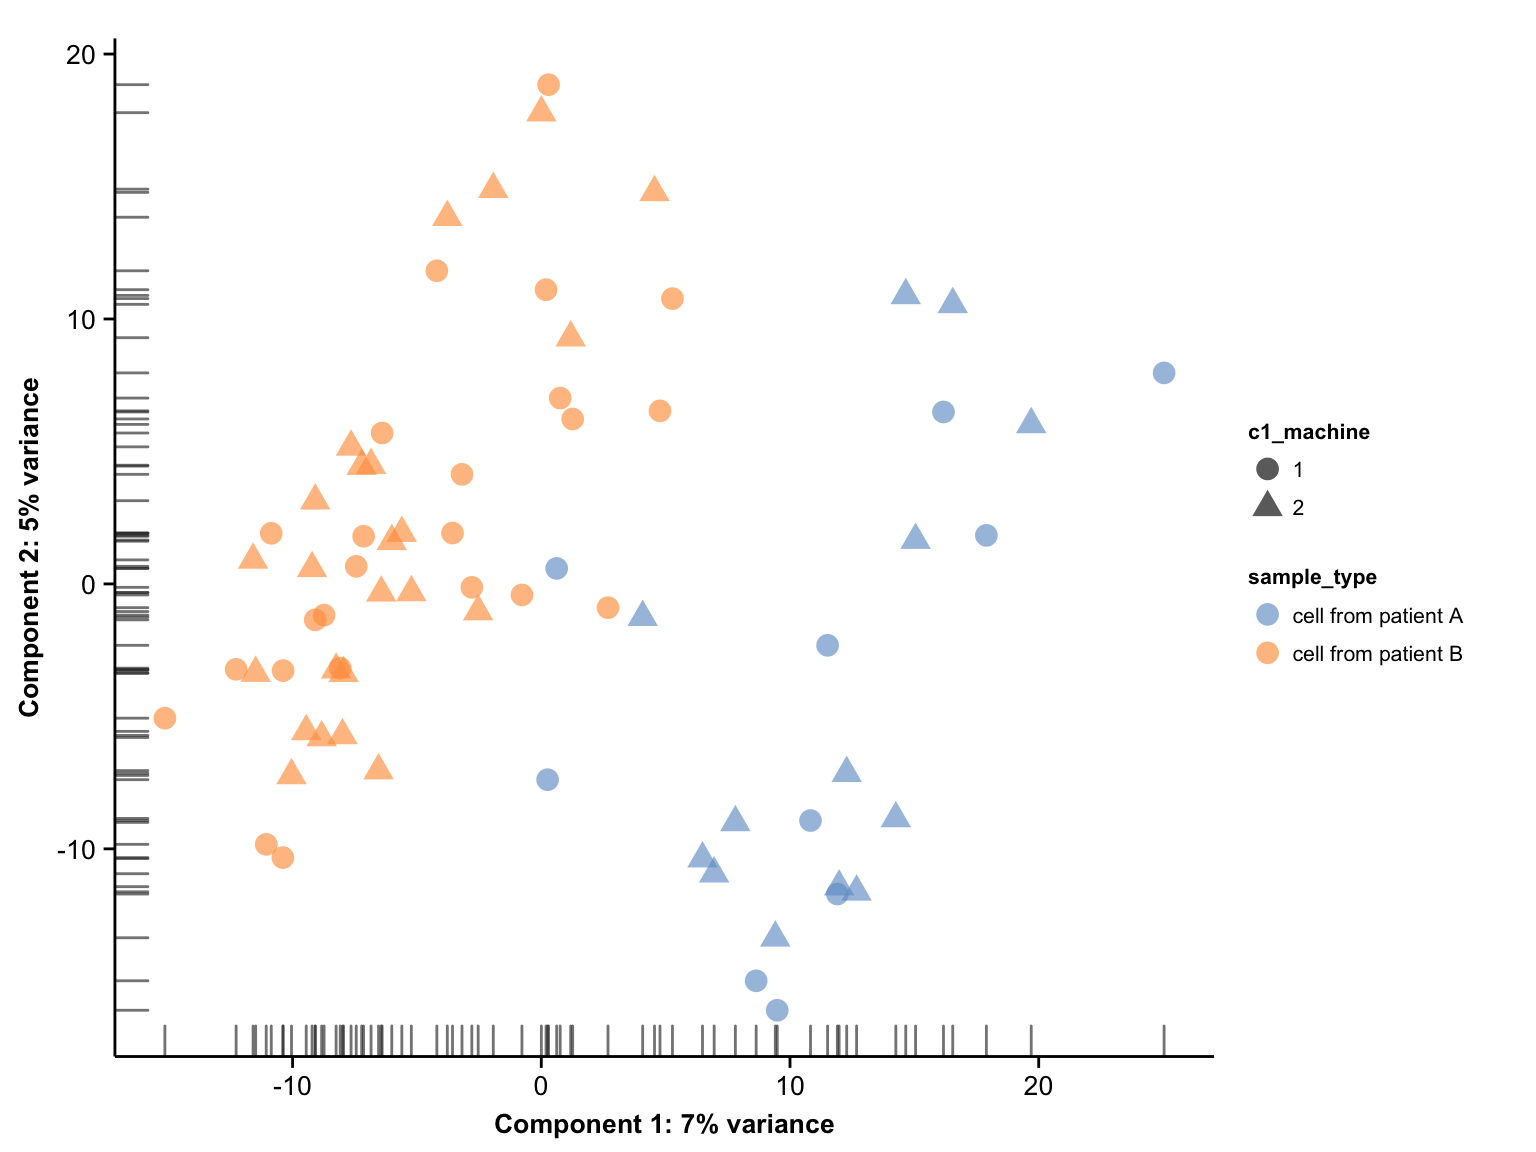 20
10
0
-10
Component 2: 5% variance
-10
0
10
20
Component 1: 7% variance
c1_machine
1
2
sample_type
cell from patient A
cell from patient B